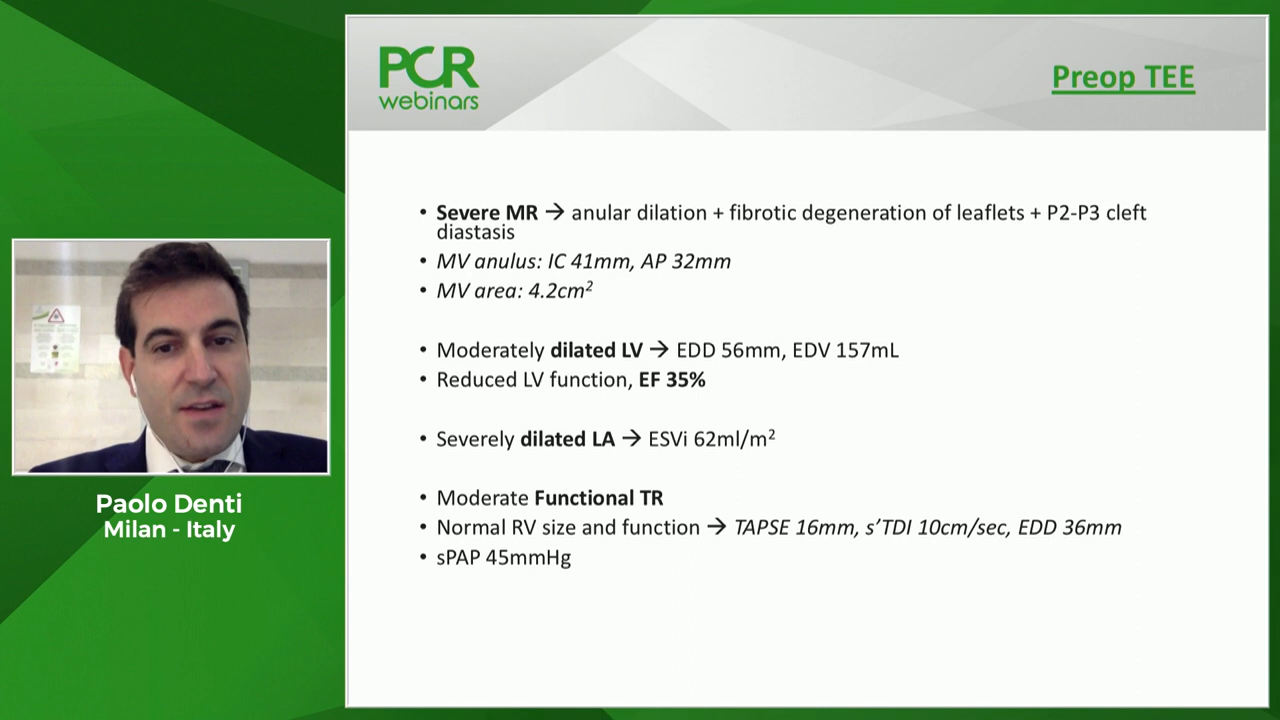 PCR
webinars
Preop TEE
• Severe MR → anular dilation + fibrotic degeneration of leaflets + P2-P3 cleft
diastasis
• MV anulus: IC 41mm, AP 32mm
• MV area: 4.2cm²
• Moderately dilated LV → EDD 56mm, EDV 157mL
• Reduced LV function, EF 35%
• Severely dilated LA → ESVi 62ml/m²
• Moderate Functional TR
• Normal RV size and function → TAPSE 16mm, s'TDI 10cm/sec, EDD 36mm
• sPAP 45mmHg
Paolo Denti
Milan - Italy